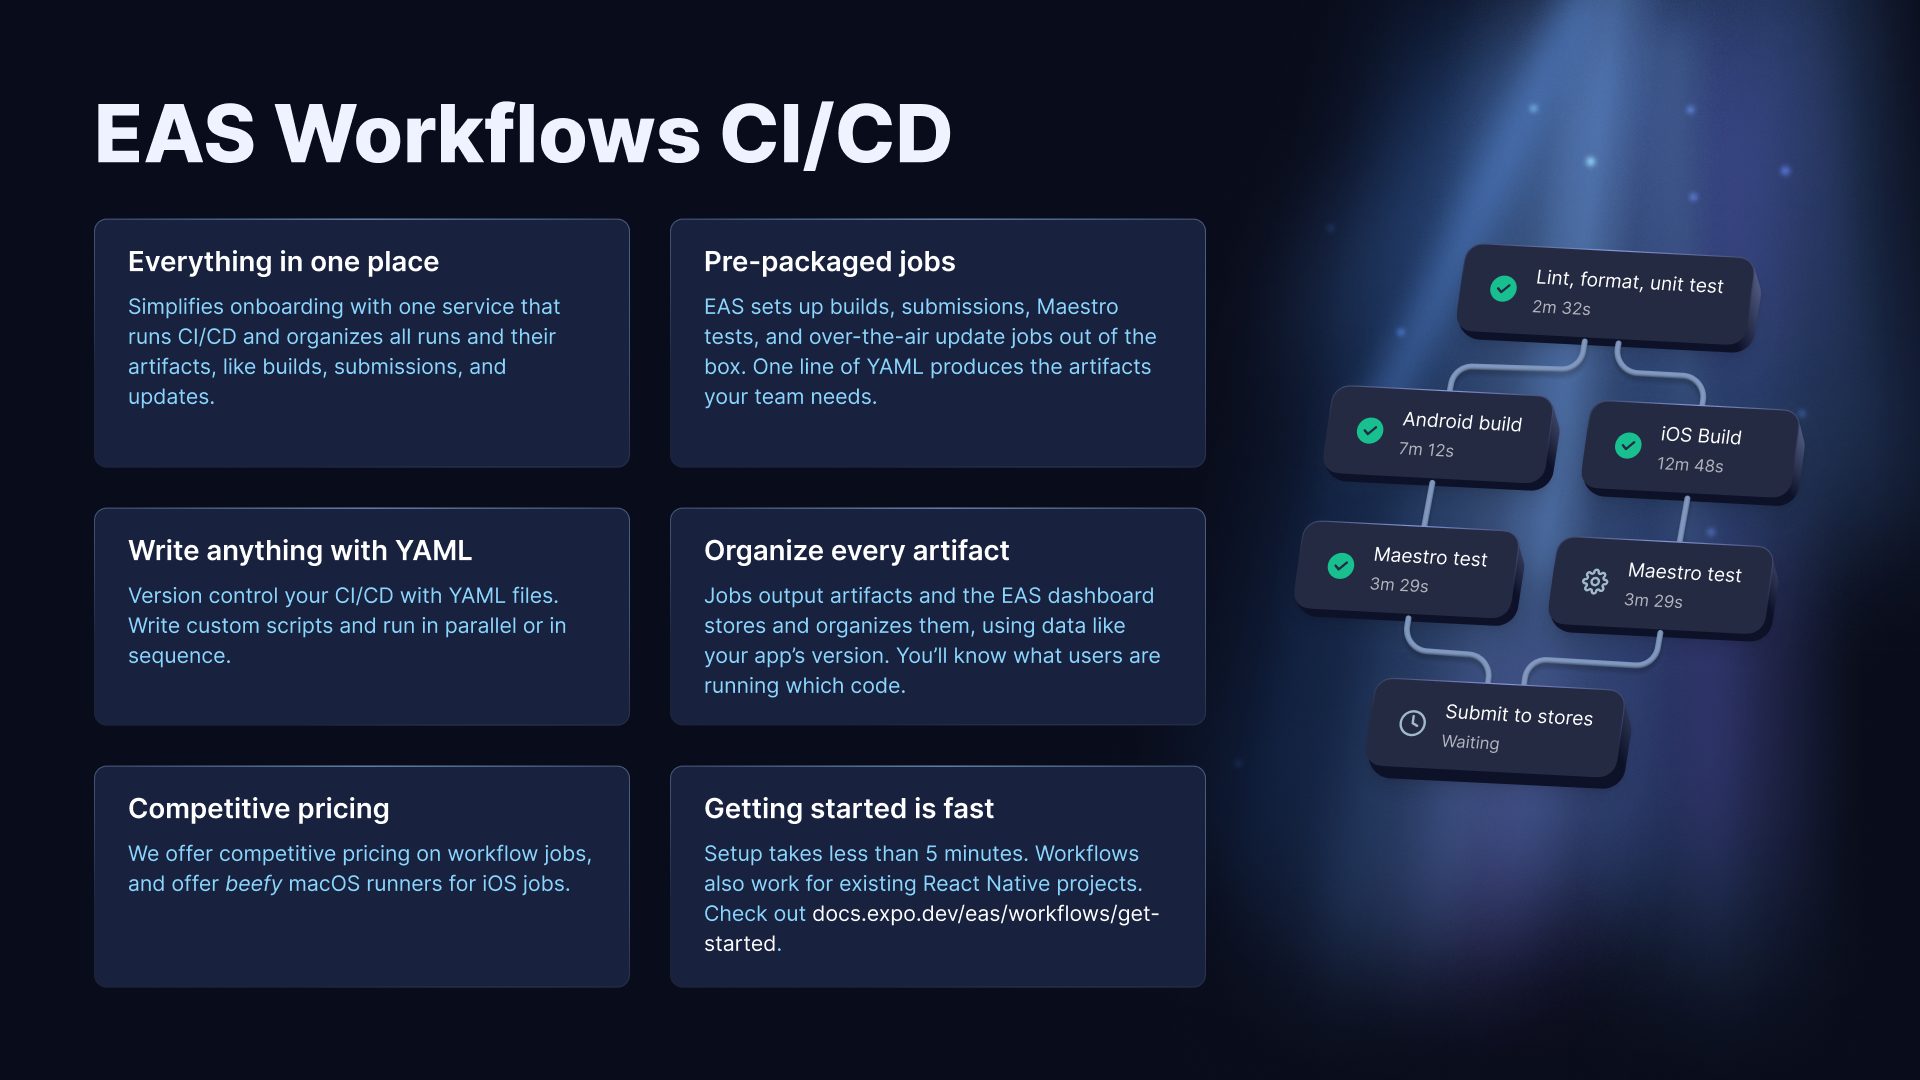 EAS Workflows CI/CD
Everything in one place
Simplifies onboarding with one service that
runs CI/CD and organizes all runs and their
artifacts, like builds, submissions, and
updates.
Pre-packaged jobs
EAS sets up builds, submissions, Maestro
tests, and over-the-air update jobs out of the
box. One line of YAML produces the artifacts
your team needs.
Write anything with YAML
Version control your CI/CD with YAML files.
Write custom scripts and run in parallel or in
sequence.
Organize every artifact
Jobs output artifacts and the EAS dashboard
stores and organizes them, using data like
your app’s version. You’ll know what users are
running which code.
Competitive pricing
We offer competitive pricing on workflow jobs,
and offer beefy macOS runners for iOS jobs.
Getting started is fast
Setup takes less than 5 minutes. Workflows
also work for existing React Native projects.
Check out docs.expo.dev/eas/workflows/get-
started.
Lint, format, unit test
2m 32s
Android build
7m 12s
iOS Build
12m 48s
Maestro test
3m 29s
Maestro test
3m 29s
Submit to stores
Waiting